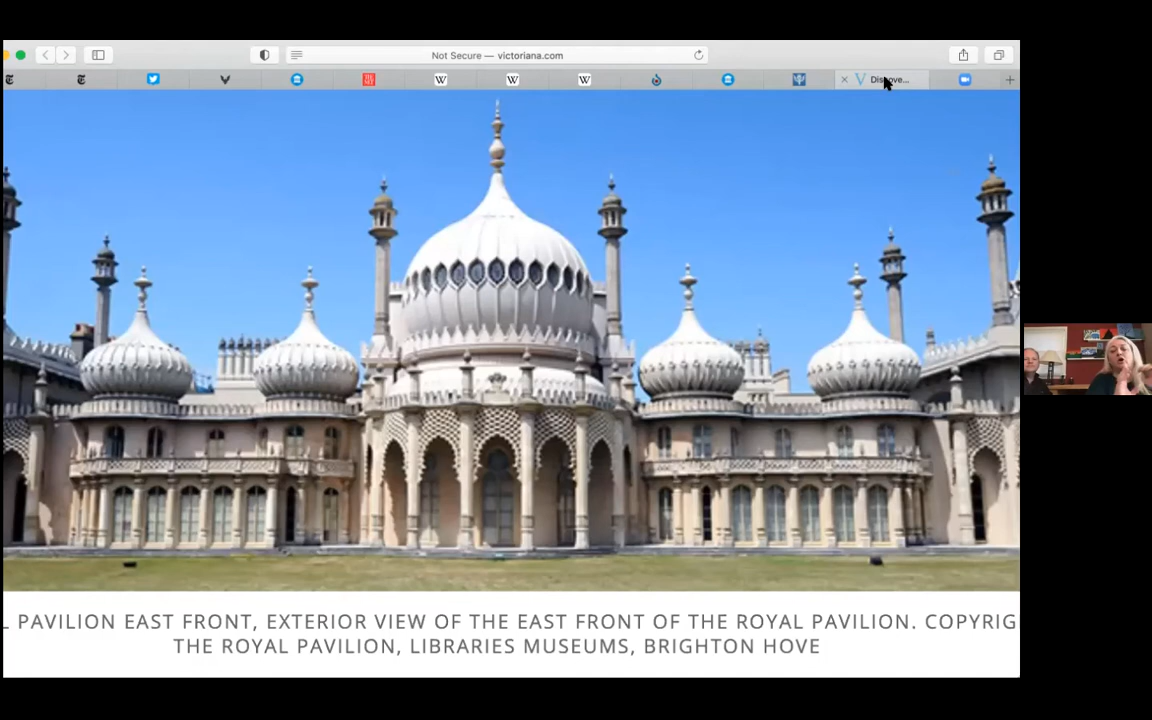 Not Secure — victoriana.com
W W W Discove...
L PAVILION EAST FRONT, EXTERIOR VIEW OF THE EAST FRONT OF THE ROYAL PAVILION. COPYRIG
THE ROYAL PAVILION, LIBRARIES MUSEUMS, BRIGHTON HOVE